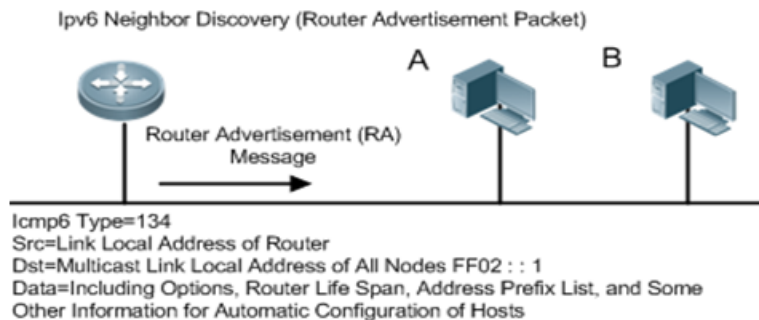 Ipv6 Neighbor Discovery (Router Advertisement Packet)
A
B
Router Advertisement (RA)
Message
Icmp6 Type=134
Src=Link Local Address of Router
Dst=Multicast Link Local Address of All Nodes FF02 : : 1
Data=Including Options, Router Life Span, Address Prefix List, and Some
Other Information for Automatic Configuration of Hosts